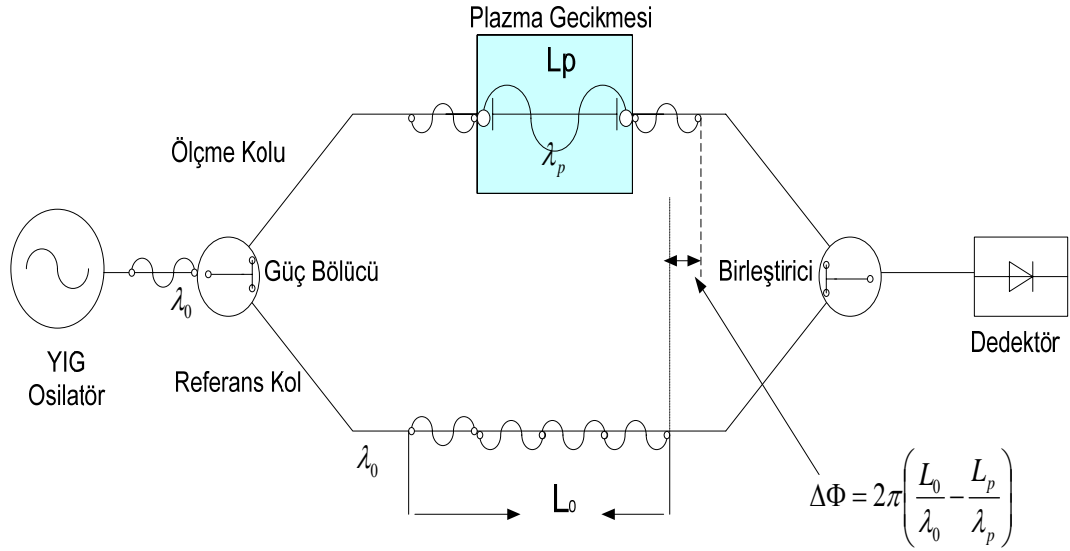 Plazma Gecikmesi
Lp
λp
Ölçme Kolu
Güç Bölücü
Birleştirici
λ0
YIG
Osilatör
Dedektör
Referans Kol
λ0
L0
ΔΦ = 2π(L0/λ0 − Lp/λp)